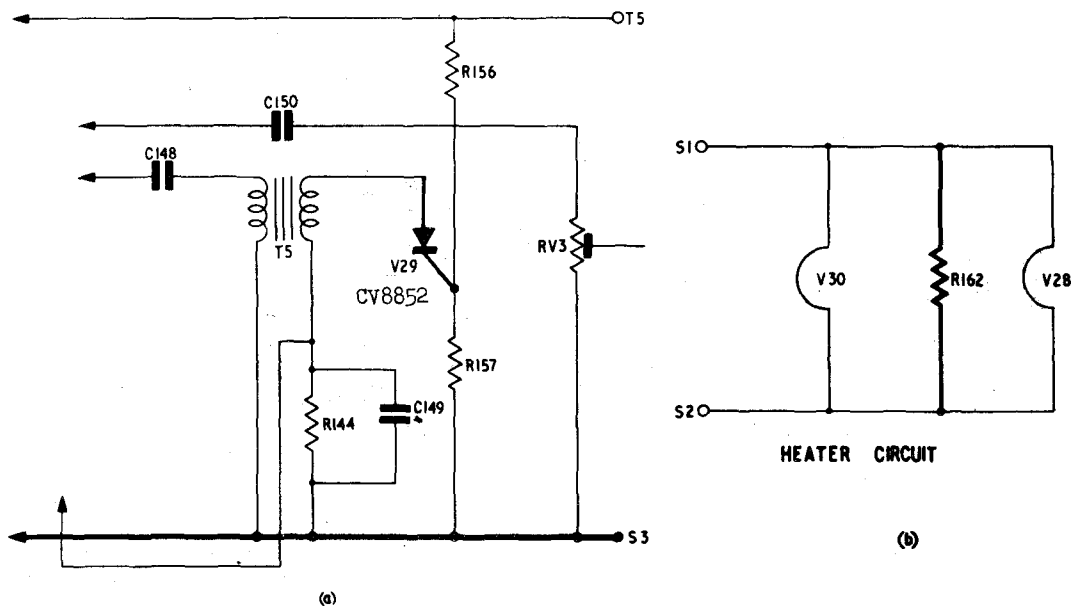 T5
R156
C150
C148
S1
T5
V29
CV8852
RV3
V30
R162
V28
R157
R144
C149
S2
HEATER CIRCUIT
S3
(a)
(b)